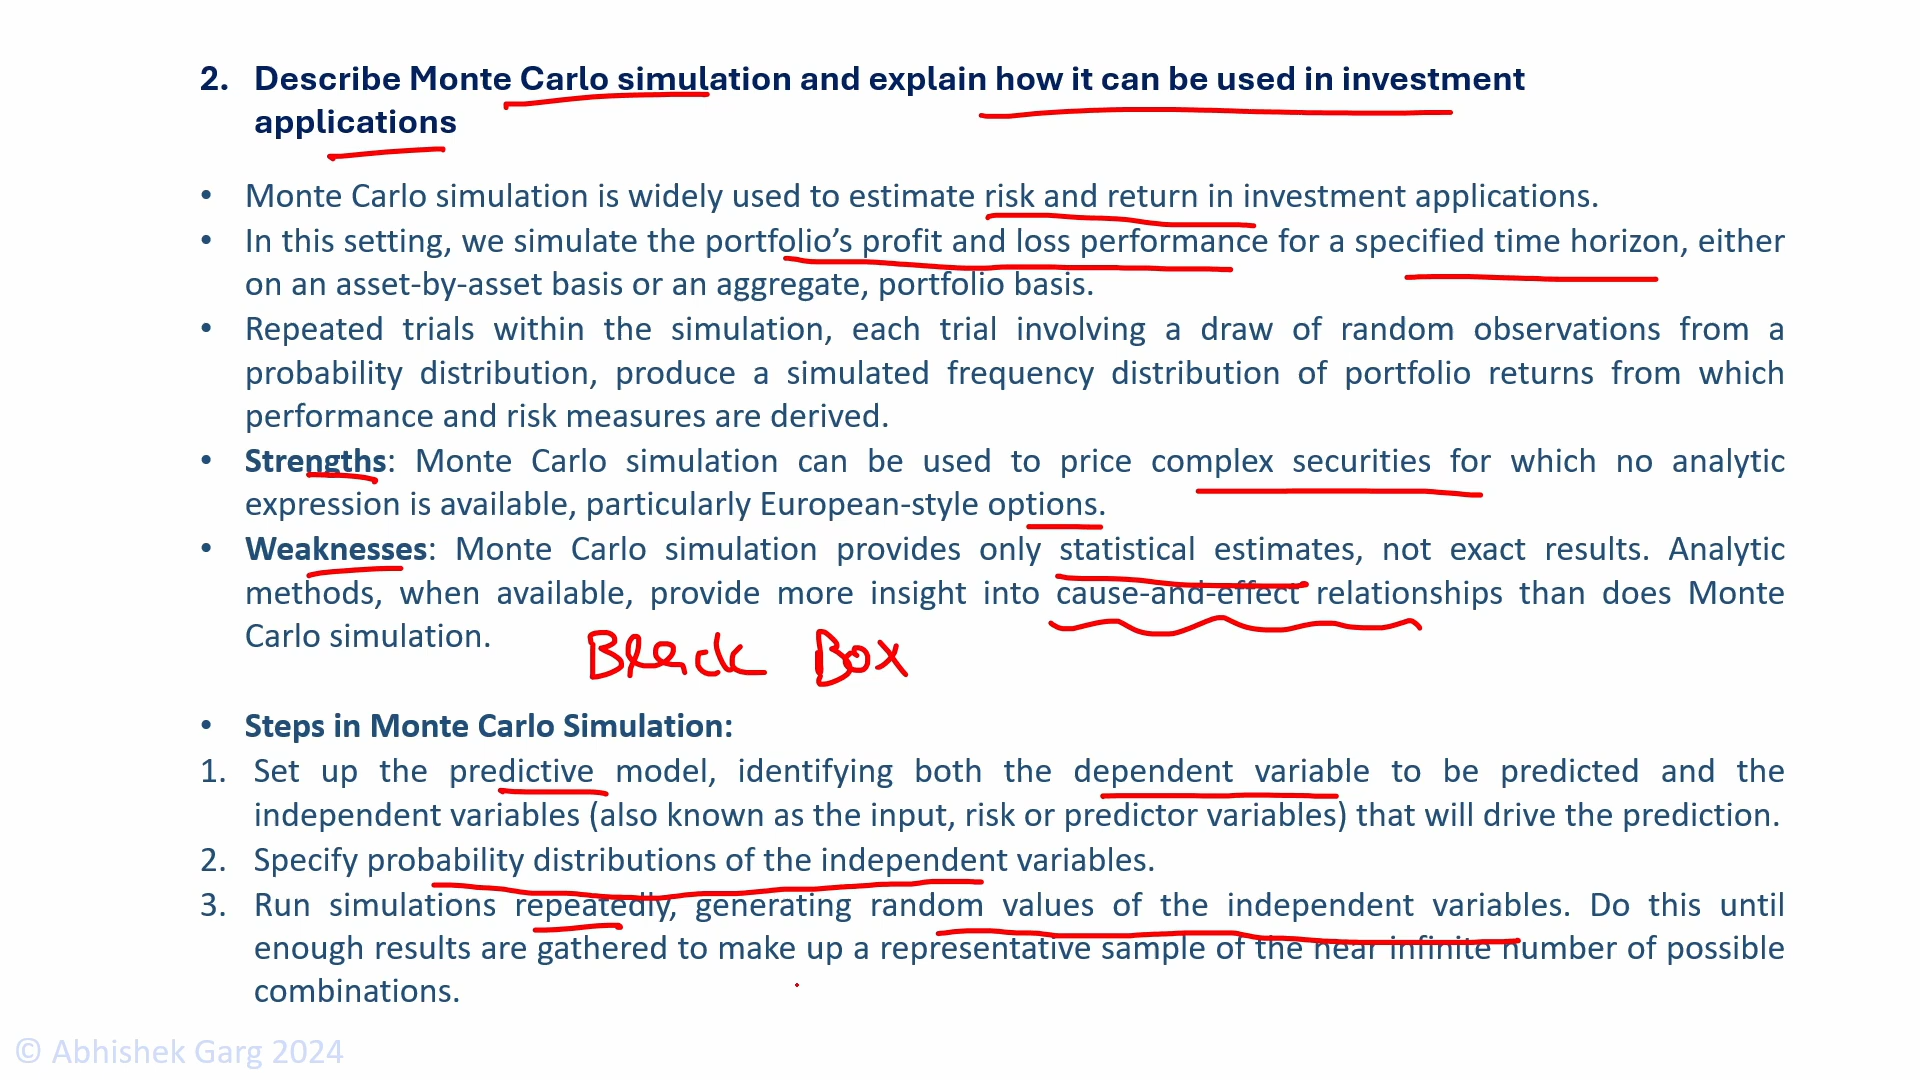 2. Describe Monte Carlo simulation and explain how it can be used in investment
applications
• Monte Carlo simulation is widely used to estimate risk and return in investment applications.
• In this setting, we simulate the portfolio’s profit and loss performance for a specified time horizon, either
on an asset-by-asset basis or an aggregate, portfolio basis.
• Repeated trials within the simulation, each trial involving a draw of random observations from a
probability distribution, produce a simulated frequency distribution of portfolio returns from which
performance and risk measures are derived.
• Strengths: Monte Carlo simulation can be used to price complex securities for which no analytic
expression is available, particularly European-style options.
• Weaknesses: Monte Carlo simulation provides only statistical estimates, not exact results. Analytic
methods, when available, provide more insight into cause-and-effect relationships than does Monte
Carlo simulation.
Black Box
• Steps in Monte Carlo Simulation:
1. Set up the predictive model, identifying both the dependent variable to be predicted and the
independent variables (also known as the input, risk or predictor variables) that will drive the prediction.
2. Specify probability distributions of the independent variables.
3. Run simulations repeatedly, generating random values of the independent variables. Do this until
enough results are gathered to make up a representative sample of the near infinite number of possible
combinations.
© Abhishek Garg 2024